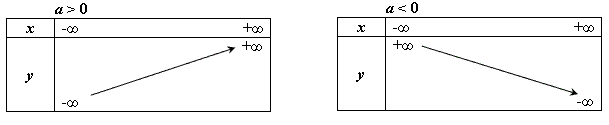 a > 0
x -∞ +∞
y
+∞
-∞
a < 0
x -∞ +∞
y
+∞
-∞